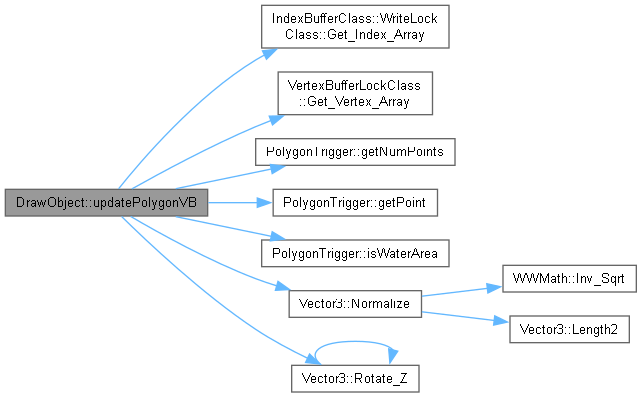 IndexBufferClass::WriteLock
Class::Get_Index_Array
VertexBufferLockClass
::Get_Vertex_Array
PolygonTrigger::getNumPoints
DrawObject::updatePolygonVB
PolygonTrigger::getPoint
PolygonTrigger::isWaterArea
WWMath::Inv_Sqrt
Vector3::Normalize
Vector3::Length2
Vector3::Rotate_Z